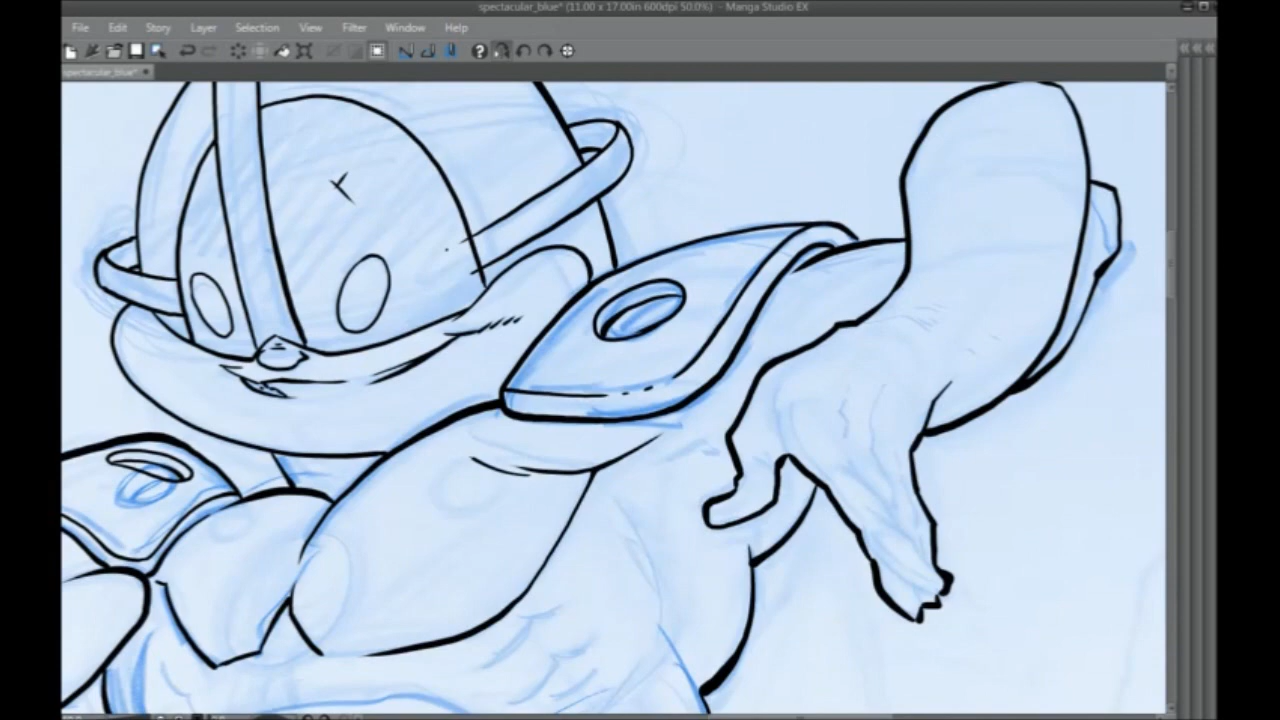 spectacular_blue* (11.00 x 17.00in 600dpi 50.0%) - Manga Studio EX
File Edit Story Layer Selection View Filter Window Help
spectacular_blue*